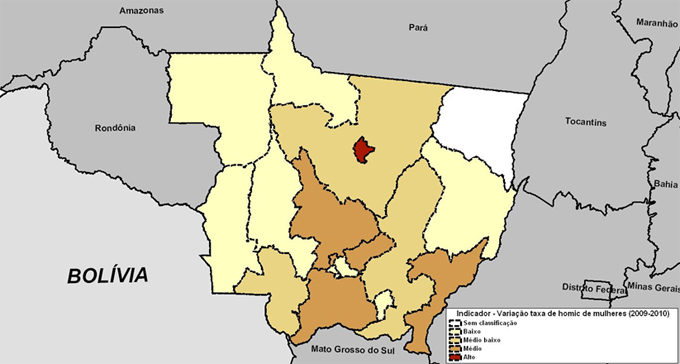 Amazonas
Pará
Maranhão
Rondônia
Tocantins
Bahia
BOLÍVIA
Distrito Federal
Minas Gerais
Mato Grosso do Sul
Indicador - Variação taxa de homic de mulheres (2009-2010)
Sem classificação
Baixo
Médio baixo
Médio
Alto